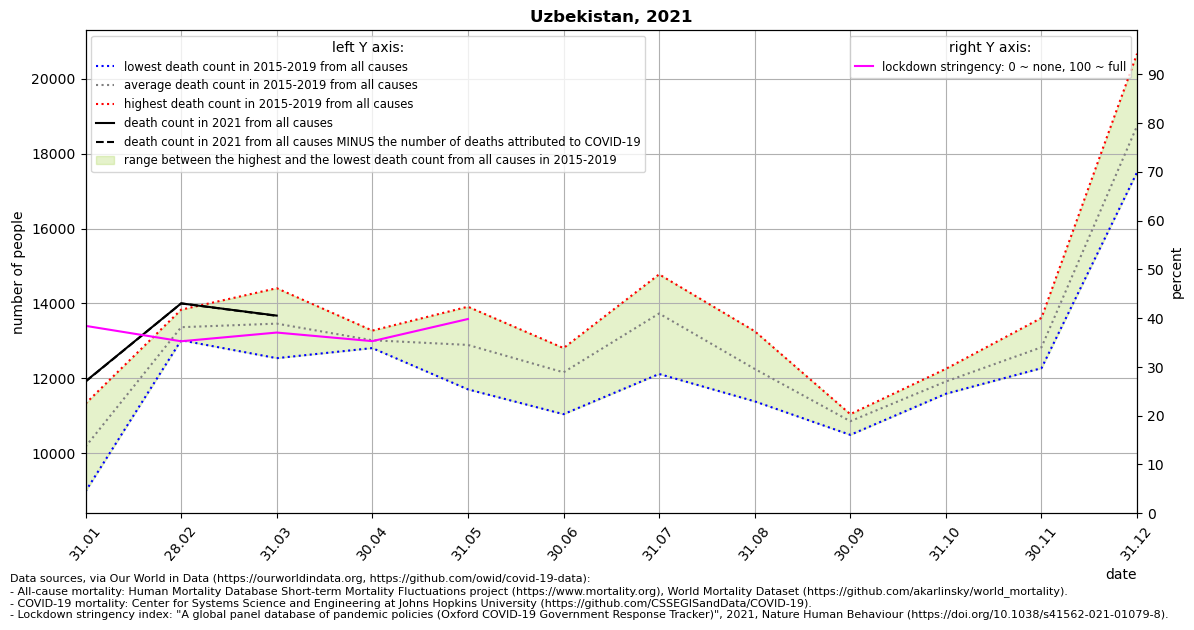 Uzbekistan, 2021
left Y axis:
lowest death count in 2015-2019 from all causes
average death count in 2015-2019 from all causes
highest death count in 2015-2019 from all causes
death count in 2021 from all causes
death count in 2021 from all causes MINUS the number of deaths attributed to COVID-19
range between the highest and the lowest death count from all causes in 2015-2019
right Y axis:
lockdown stringency: 0 ~ none, 100 ~ full
number of people
20000
18000
16000
14000
12000
10000
percent
90
80
70
60
50
40
30
20
10
0
31.01
28.02
31.03
30.04
31.05
30.06
31.07
31.08
30.09
31.10
30.11
31.12
date
Data sources, via Our World in Data (https://ourworldindata.org, https://github.com/owid/covid-19-data):
- All-cause mortality: Human Mortality Database Short-term Mortality Fluctuations project (https://www.mortality.org), World Mortality Dataset (https://github.com/akarlinsky/world_mortality).
- COVID-19 mortality: Center for Systems Science and Engineering at Johns Hopkins University (https://github.com/CSSEGISandData/COVID-19).
- Lockdown stringency index: "A global panel database of pandemic policies (Oxford COVID-19 Government Response Tracker)", 2021, Nature Human Behaviour (https://doi.org/10.1038/s41562-021-01079-8).